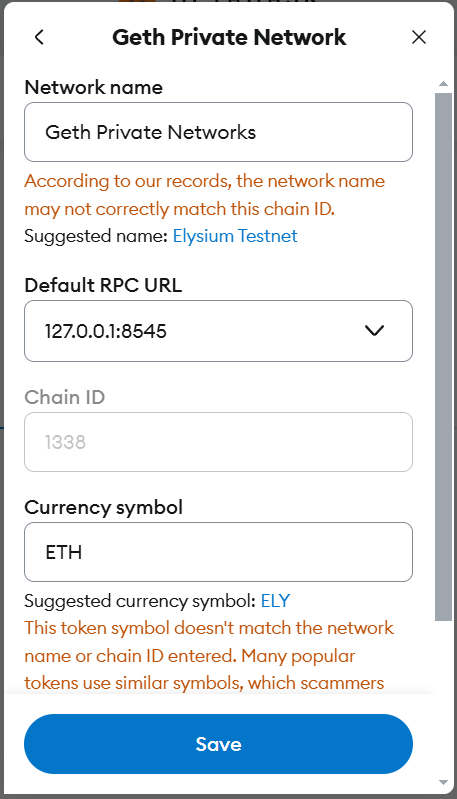 Geth Private Network
Network name
Geth Private Networks
According to our records, the network name
may not correctly match this chain ID.
Suggested name: Elysium Testnet
Default RPC URL
127.0.0.1:8545
Chain ID
1338
Currency symbol
ETH
Suggested currency symbol: ELY
This token symbol doesn't match the network
name or chain ID entered. Many popular
tokens use similar symbols, which scammers
Save